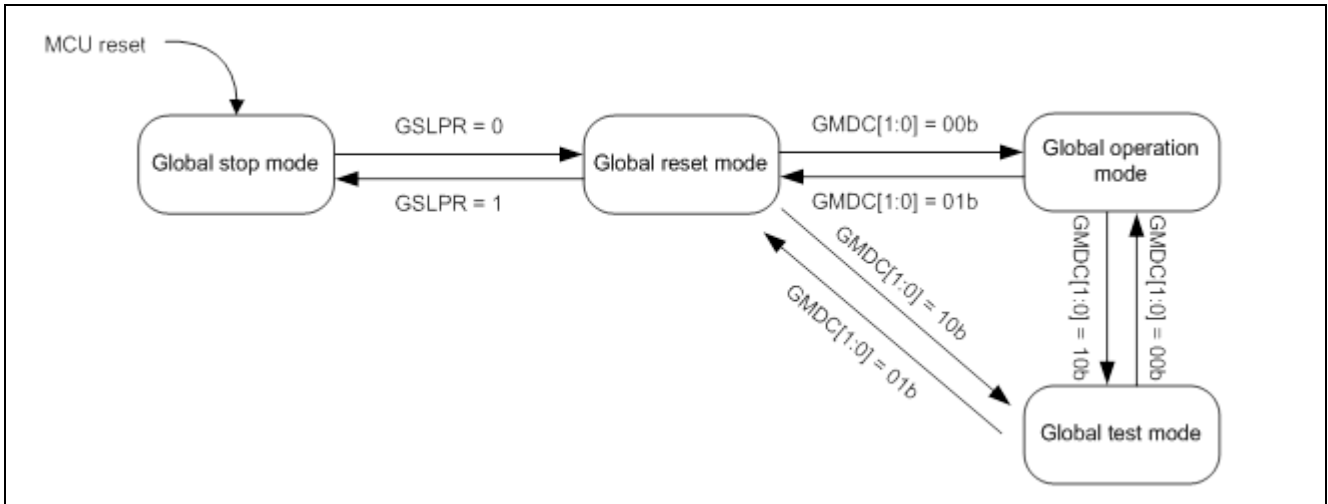 MCU reset
Global stop mode
GSLPR = 0
GSLPR = 1
Global reset mode
GMDC[1:0] = 00b
GMDC[1:0] = 01b
Global operation
mode
GMDC[1:0] = 10b
GMDC[1:0] = 01b
GMDC[1:0] = 10b
GMDC[1:0] = 00b
Global test mode